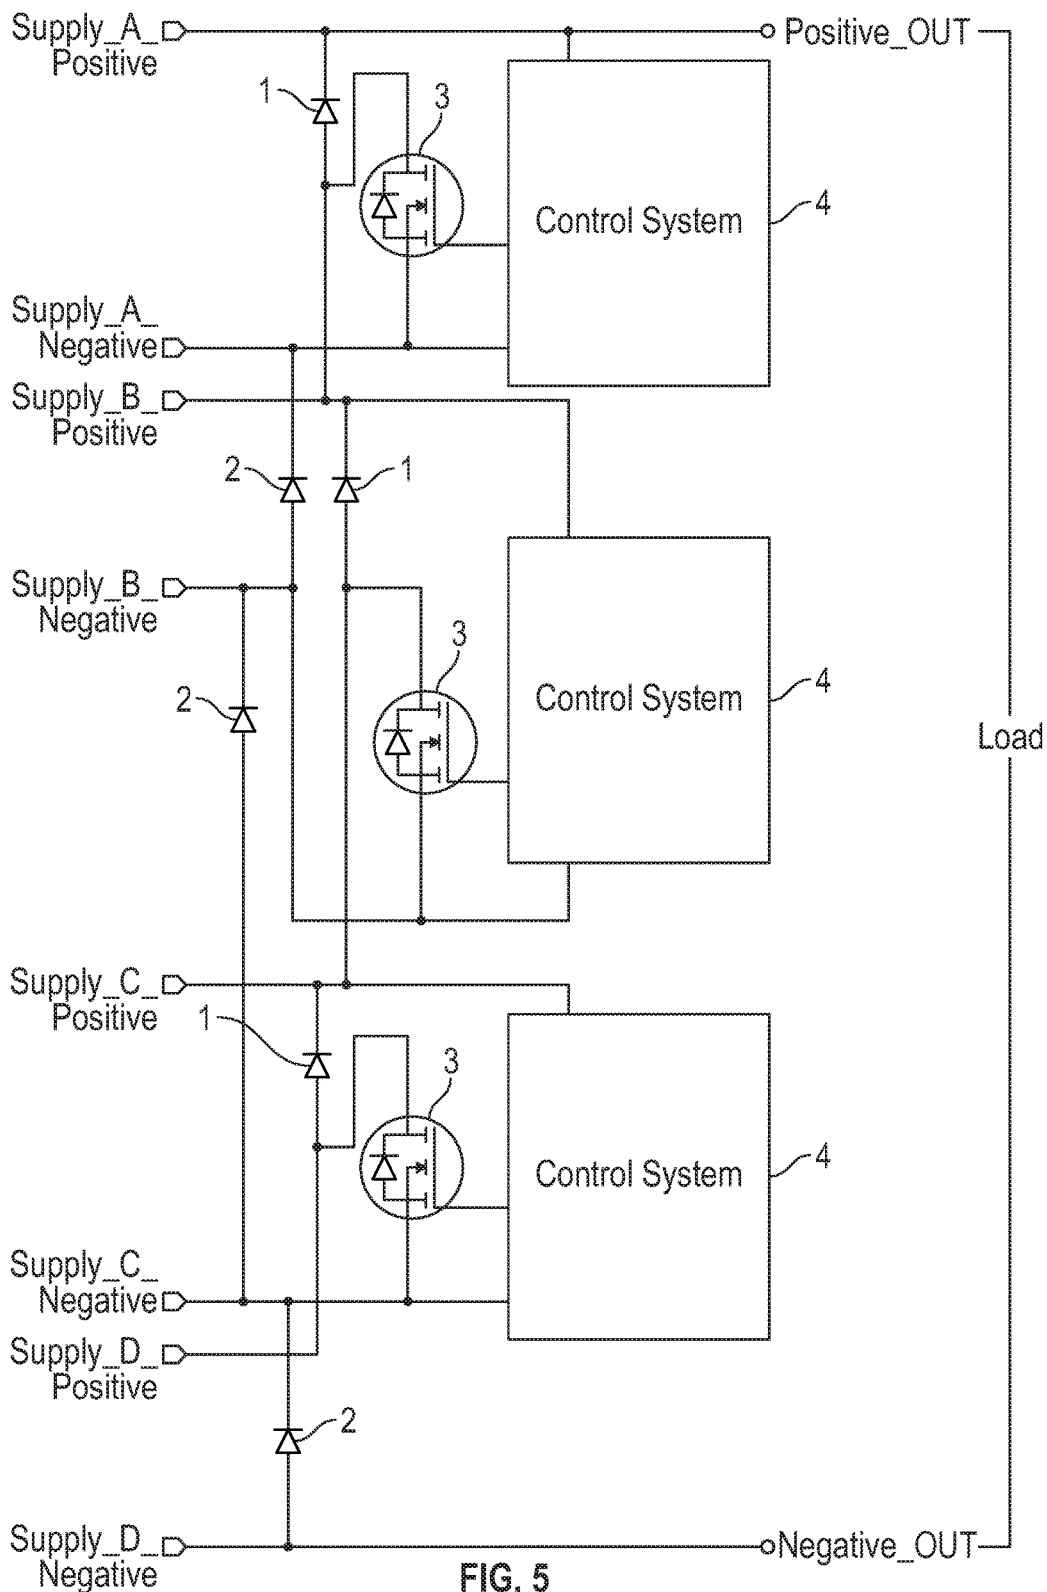 Supply_A_
Positive
Positive_OUT
1
3
Control System
4
Supply_A_
Negative
Supply_B_
Positive
2
1
Supply_B_
Negative
3
2
Control System
4
Load
Supply_C_
Positive
1
3
Control System
4
Supply_C_
Negative
Supply_D_
Positive
2
Supply_D_
Negative
Negative_OUT
FIG. 5